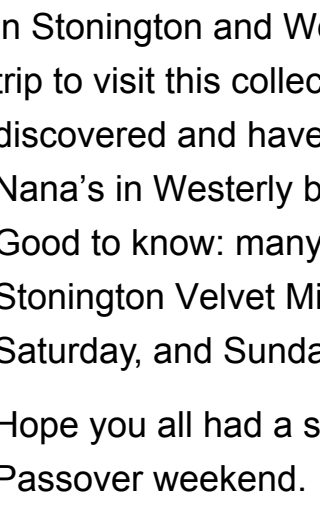 in Stonington and We
trip to visit this collec
discovered and have
Nana's in Westerly b
Good to know: many
Stonington Velvet Mi
Saturday, and Sunda
Hope you all had a s
Passover weekend.